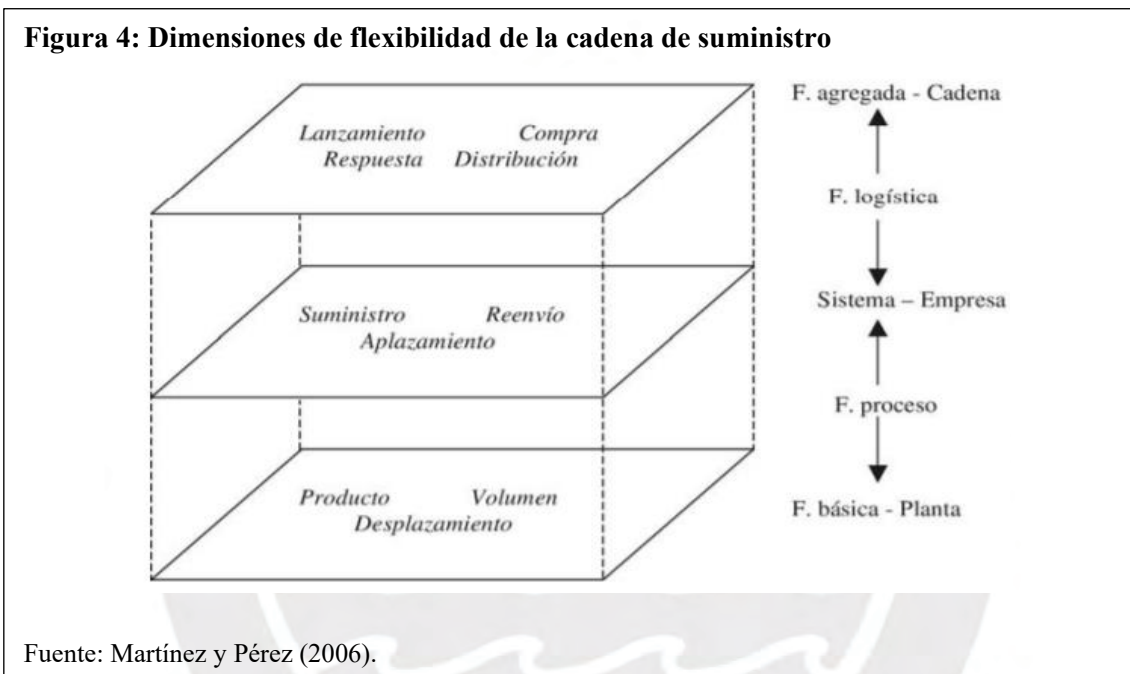 Figura 4: Dimensiones de flexibilidad de la cadena de suministro
F. agregada - Cadena
Lanzamiento Compra
Respuesta Distribución
F. logística
Sistema – Empresa
Suministro Reenvío
Aplazamiento
F. proceso
Producto Volumen
F. básica - Planta
Desplazamiento
Fuente: Martínez y Pérez (2006).